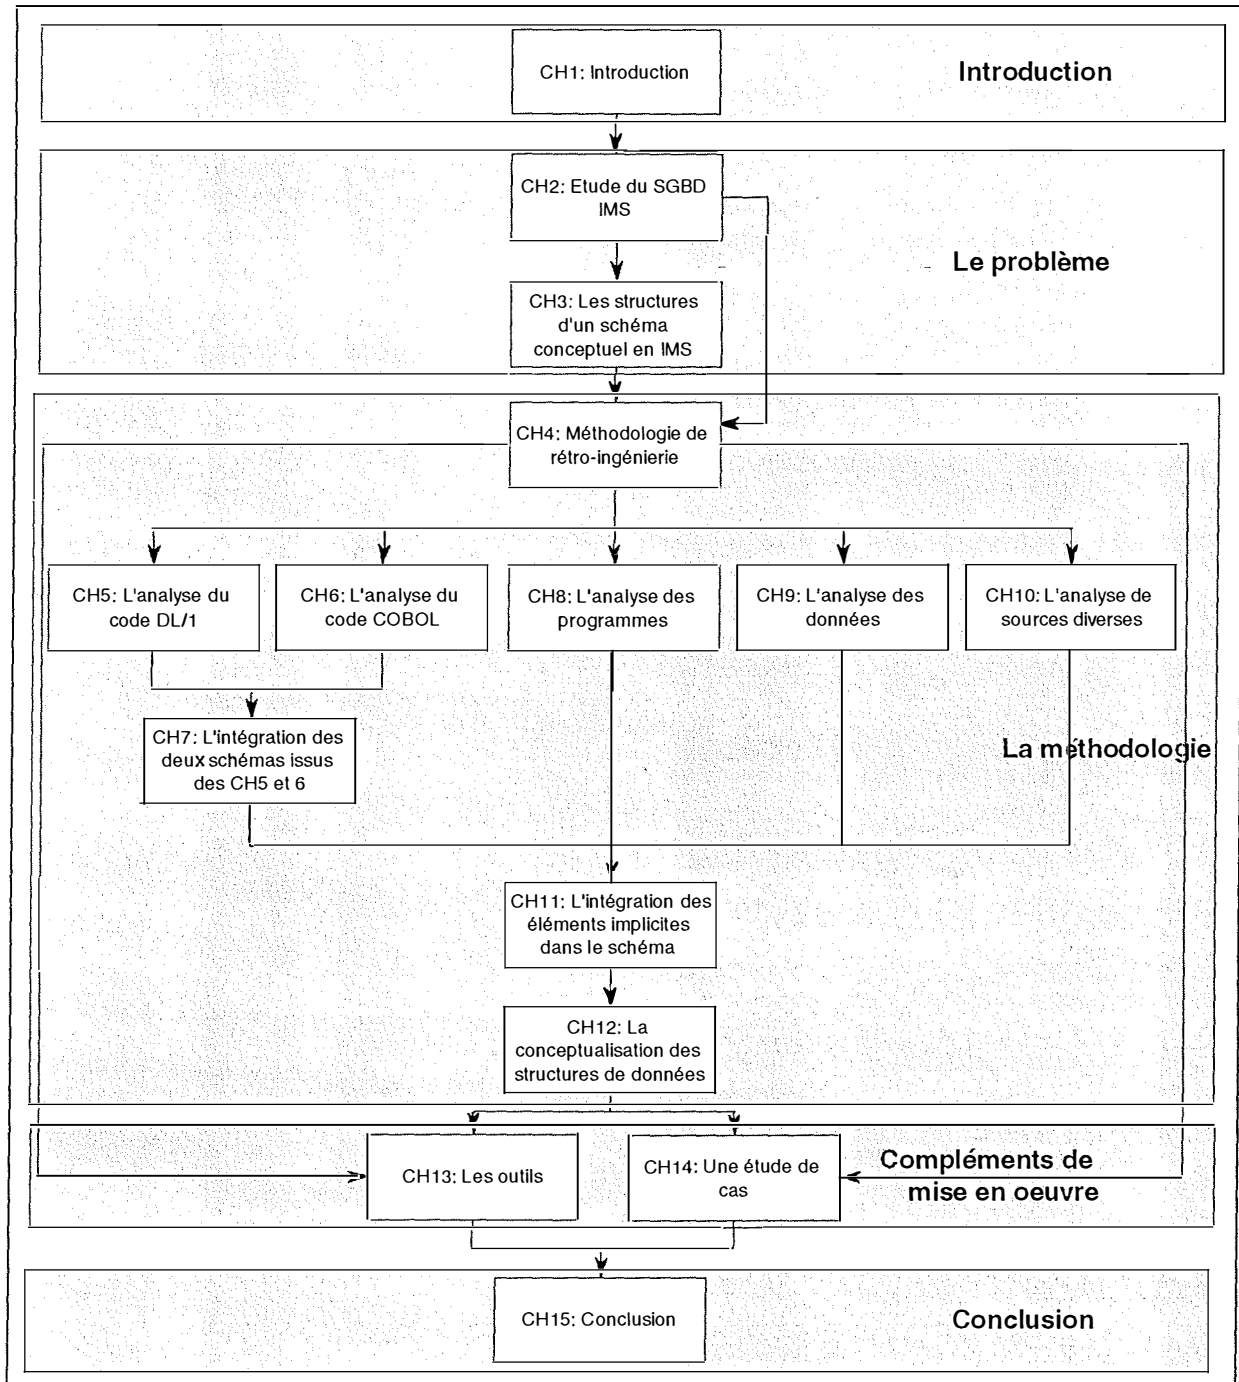 CH1: Introduction
Introduction
CH2: Etude du SGBD
IMS
Le problème
CH3: Les structures
d'un schéma
conceptuel en IMS
CH4: Méthodologie de
rétro-ingénierie
CH5: L'analyse du
code DL/1
CH6: L'analyse du
code COBOL
CH8: L'analyse des
programmes
CH9: L'analyse des
données
CH10: L'analyse de
sources diverses
CH7: L'intégration des
deux schémas issus
des CH5 et 6
La méthodologie
CH11: L'intégration des
éléments implicites
dans le schéma
CH12: La
conceptualisation des
structures de données
CH13: Les outils
CH14: Une étude de
cas
Compléments de
mise en oeuvre
CH15: Conclusion
Conclusion